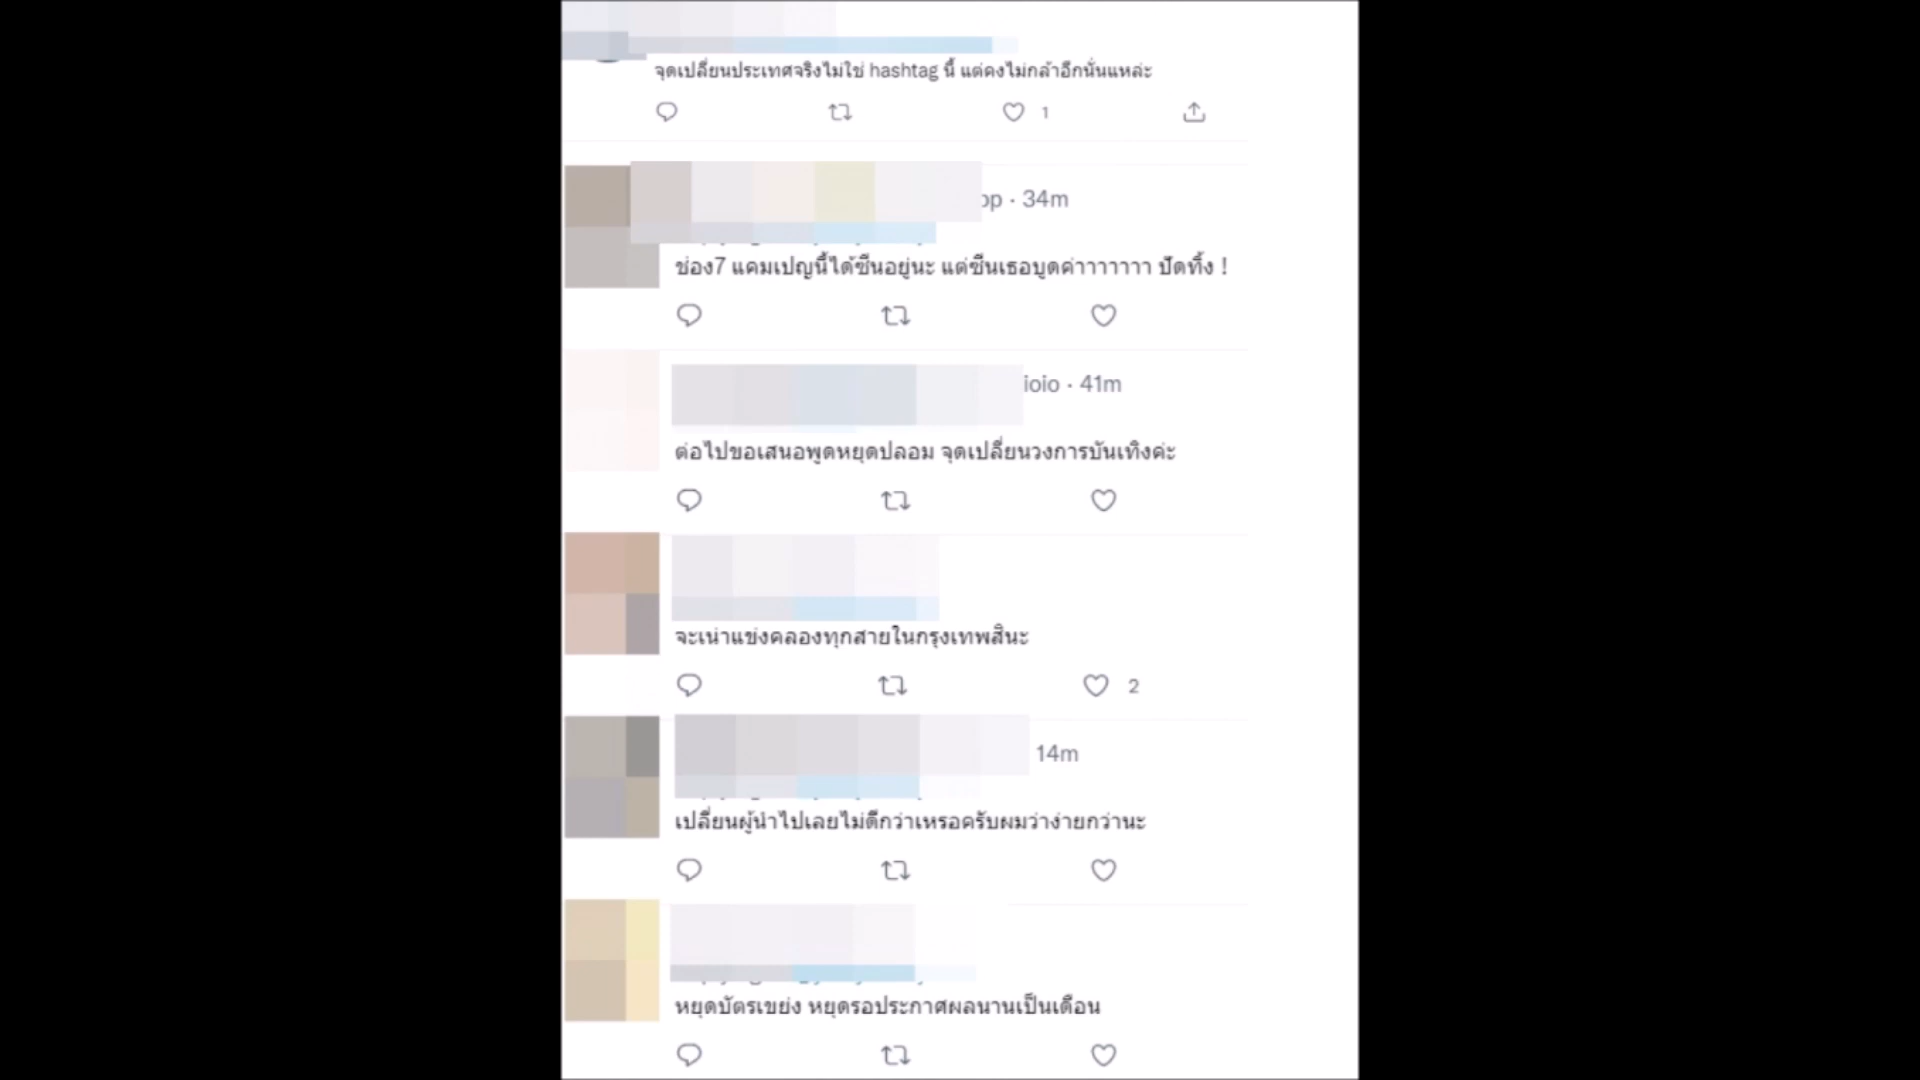 จุดเปลี่ยนประเทศจริงไม่ใช่ hashtag นี้ แต่คงไม่กล้าอีกนั่นแหล่ะ
1
op · 34m
ช่อง7 แคมเปญนี้ได้ซีนอยู่นะ แต่ซีนเธอบูดค่าาาาาาา ปัดทิ้ง !
ioio · 41m
ต่อไปขอเสนอพูดหยุดปลอม จุดเปลี่ยนวงการบันเทิงค่ะ
จะเน่าแข่งคลองทุกสายในกรุงเทพสินะ
2
14m
เปลี่ยนผู้นำไปเลยไม่ดีกว่าเหรอครับผมว่าง่ายกว่านะ
หยุดบัตรเขย่ง หยุดรอประกาศผลนานเป็นเดือน